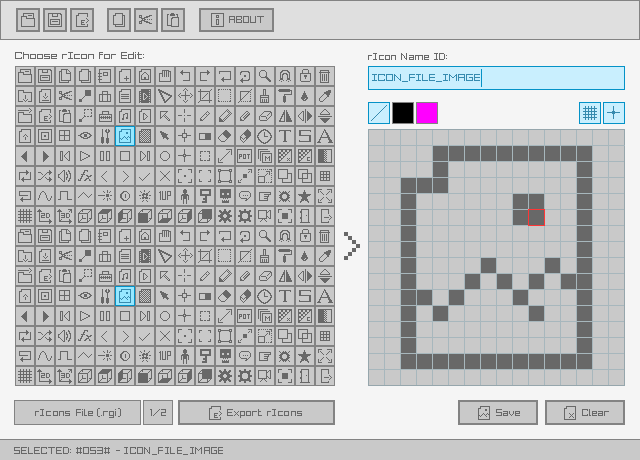 ABOUT
Choose rIcon for Edit:
rIcon Name ID:
ICON_FILE_IMAGE
rIcons File (.rgi)
1/2
Export rIcons
Save
Clear
SELECTED: #053# - ICON_FILE_IMAGE